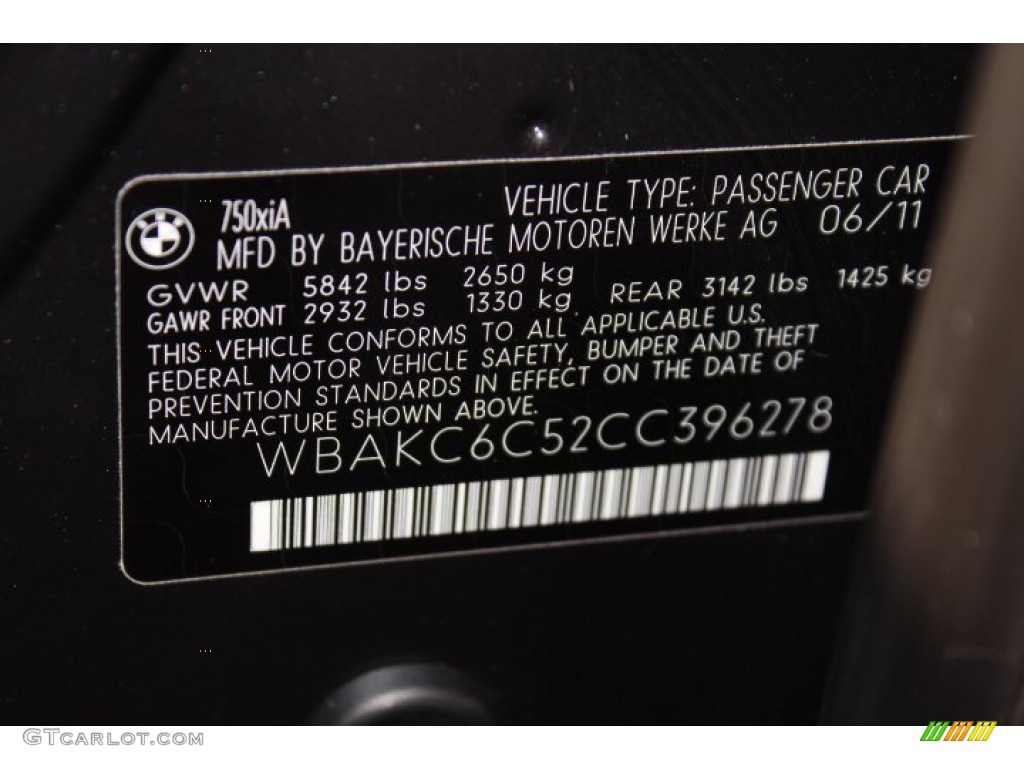 750xiA
VEHICLE TYPE: PASSENGER CAR
MFD BY BAYERISCHE MOTOREN WERKE AG 06/11
GVWR 5842 lbs 2650 kg
GAWR FRONT 2932 lbs 1330 kg, REAR 3142 lbs 1425 kg
THIS VEHICLE CONFORMS TO ALL APPLICABLE U.S.
FEDERAL MOTOR VEHICLE SAFETY, BUMPER AND THEFT
PREVENTION STANDARDS IN EFFECT ON THE DATE OF
MANUFACTURE SHOWN ABOVE.
WBAKC6C52CC396278
GTCARLOT.COM